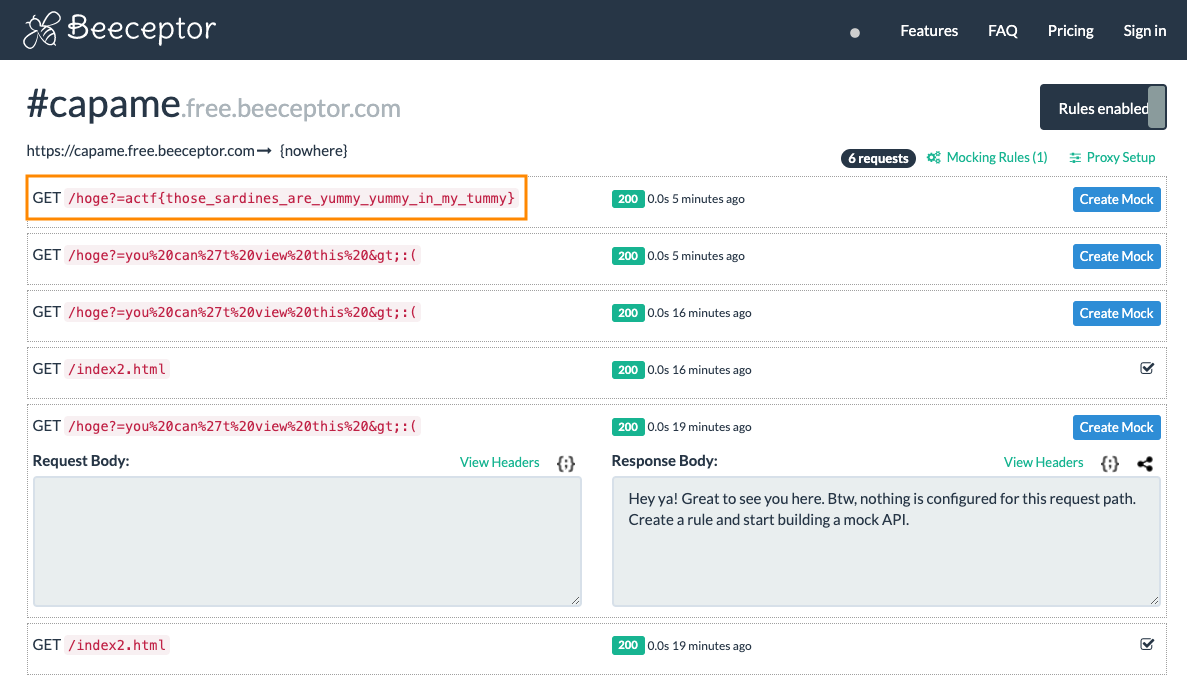 Beeceptor
Features FAQ Pricing Sign in
#capame.free.beeceptor.com
Rules enabled
https://capame.free.beeceptor.com→ {nowhere}
6 requests Mocking Rules (1) Proxy Setup
GET /hoge?=actf{those_sardines_are_yummy_yummy_in_my_tummy} 200 0.0s 5 minutes ago Create Mock
GET /hoge?=you%20can%27t%20view%20this%20&gt;:( 200 0.0s 5 minutes ago Create Mock
GET /hoge?=you%20can%27t%20view%20this%20&gt;:( 200 0.0s 16 minutes ago Create Mock
GET /index2.html 200 0.0s 16 minutes ago
GET /hoge?=you%20can%27t%20view%20this%20&gt;:( 200 0.0s 19 minutes ago Create Mock
Request Body: View Headers {;} Response Body: View Headers {;}
Hey ya! Great to see you here. Btw, nothing is configured for this request path.
Create a rule and start building a mock API.
GET /index2.html 200 0.0s 19 minutes ago